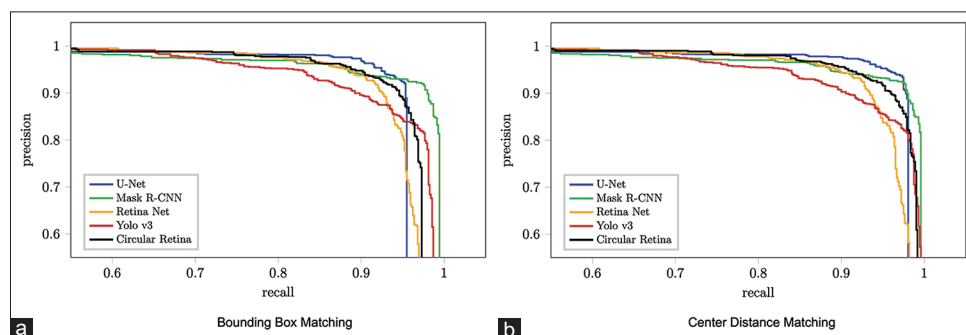 1
0.9
0.8
0.7
0.6
precision
U-Net
Mask R-CNN
Retina Net
Yolo v3
Circular Retina
0.6 0.7 0.8 0.9 1
recall
a
Bounding Box Matching
1
0.9
0.8
0.7
0.6
precision
U-Net
Mask R-CNN
Retina Net
Yolo v3
Circular Retina
0.6 0.7 0.8 0.9 1
recall
b
Center Distance Matching